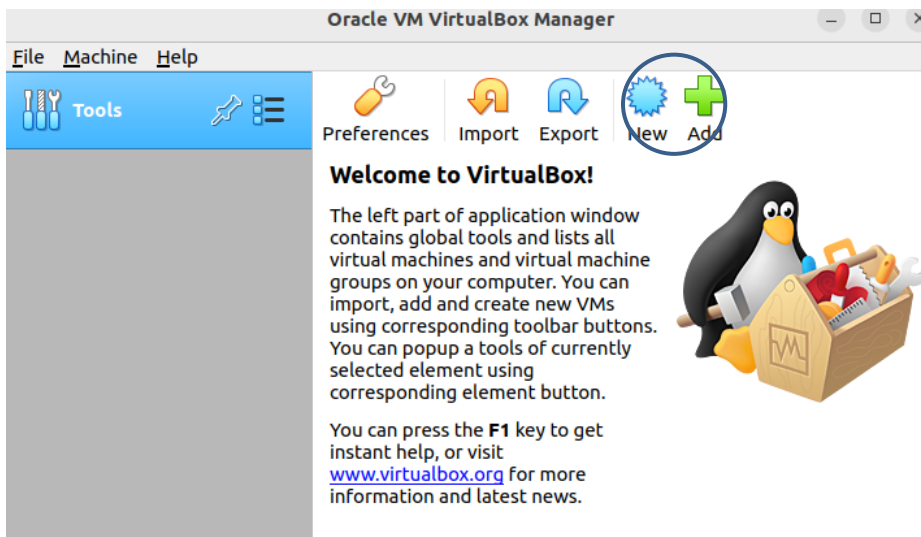 Oracle VM VirtualBox Manager
File Machine Help
Tools
Preferences Import Export New Add
Welcome to VirtualBox!
The left part of application window
contains global tools and lists all
virtual machines and virtual machine
groups on your computer. You can
import, add and create new VMs
using corresponding toolbar buttons.
You can popup a tools of currently
selected element using
corresponding element button.
You can press the F1 key to get
instant help, or visit
www.virtualbox.org for more
information and latest news.